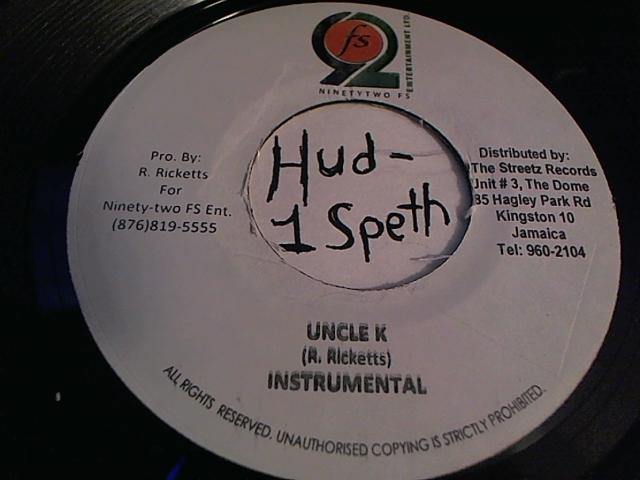 fs
92
NINETYTWO FS
ENTERTAINMENT LTD.
Pro. By:
R. Ricketts
For
Ninety-two FS Ent.
(876)819-5555
Hud-
1 Speth
Distributed by:
The Streetz Records
Unit # 3, The Dome
85 Hagley Park Rd
Kingston 10
Jamaica
Tel: 960-2104
UNCLE K
(R. Ricketts)
INSTRUMENTAL
ALL RIGHTS RESERVED. UNAUTHORISED COPYING IS STRICTLY PROHIBITED.